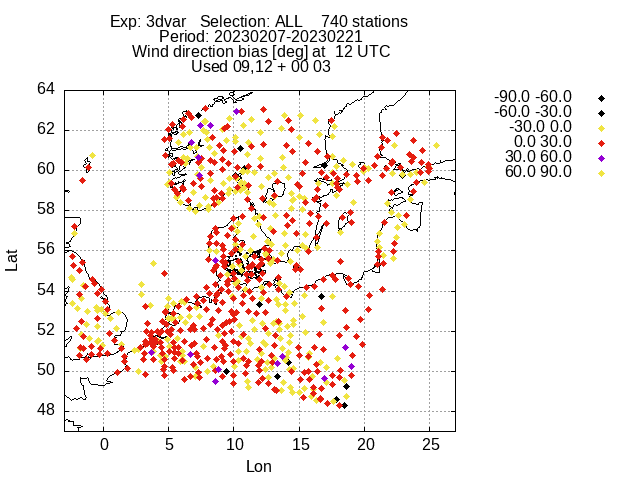 Exp: 3dvar   Selection: ALL    740 stations
Period: 20230207-20230221
Wind direction bias [deg] at  12 UTC
Used 09,12 + 00 03
-90.0 -60.0
-60.0 -30.0
-30.0 0.0
0.0 30.0
30.0 60.0
60.0 90.0
64
62
60
58
56
54
52
50
48
Lat
0 5 10 15 20 25
Lon